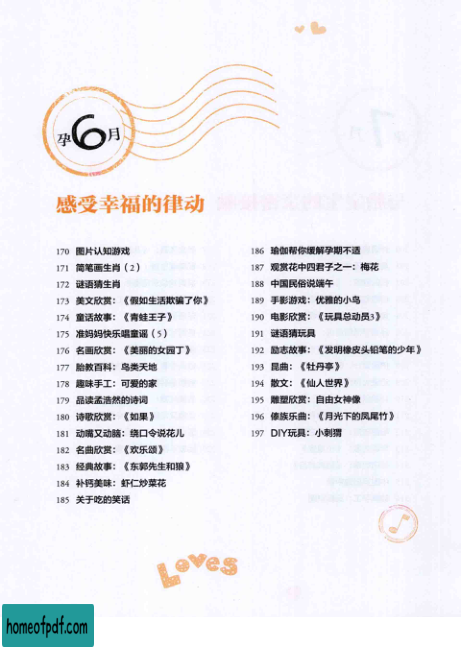 孕6月
感受幸福的律动
170 图片认知游戏
171 简笔画生肖（2）
172 谜语猜生肖
173 美文欣赏：《假如生活欺骗了你》
174 童话故事：《青蛙王子》
175 准妈妈快乐唱童谣（5）
176 名画欣赏：《美丽的女园丁》
177 胎教百科：鸟类天地
178 趣味手工：可爱的家
179 品读孟浩然的诗词
180 诗歌欣赏：《如果》
181 动嘴又动脑：绕口令说花儿
182 名曲欣赏：《欢乐颂》
183 经典故事：《东郭先生和狼》
184 补钙美味：虾仁炒菜花
185 关于吃的笑话
186 瑜伽帮你缓解孕期不适
187 观赏花中四君子之一：梅花
188 中国民俗说端午
189 手影游戏：优雅的小鸟
190 电影欣赏：《玩具总动员3》
191 谜语猜玩具
192 励志故事：《发明橡皮头铅笔的少年》
193 昆曲：《牡丹亭》
194 散文：《仙人世界》
195 雕塑欣赏：自由女神像
196 傣族乐曲：《月光下的凤尾竹》
197 DIY玩具：小刺猬
Loves
homeofpdf.com